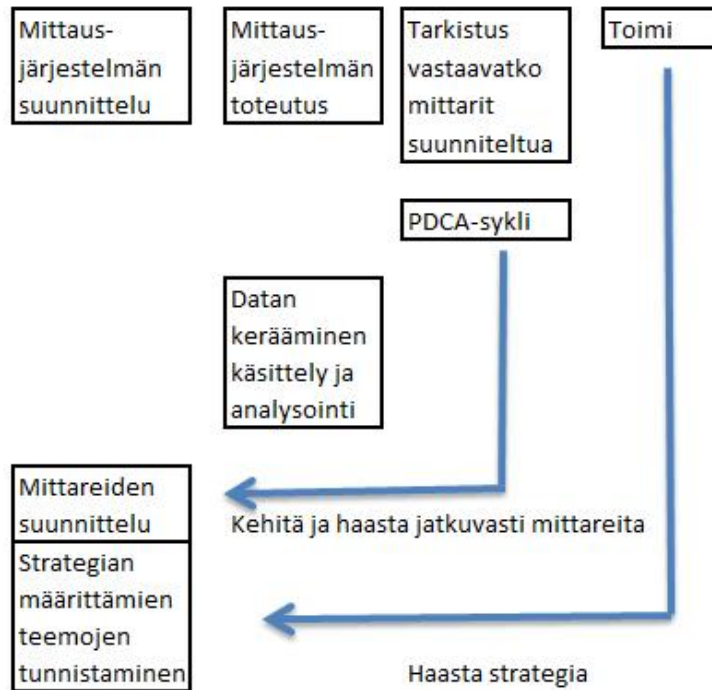 Mittaus-
järjestelmän
suunnittelu
Mittaus-
järjestelmän
toteutus
Tarkistus
vastaavatko
mittarit
suunniteltua
Toimi
PDCA-sykli
Datan
kerääminen
käsittely ja
analysointi
Mittareiden
suunnittelu
Kehitä ja haasta jatkuvasti mittareita
Strategian
määrittämien
teemojen
tunnistaminen
Haasta strategia